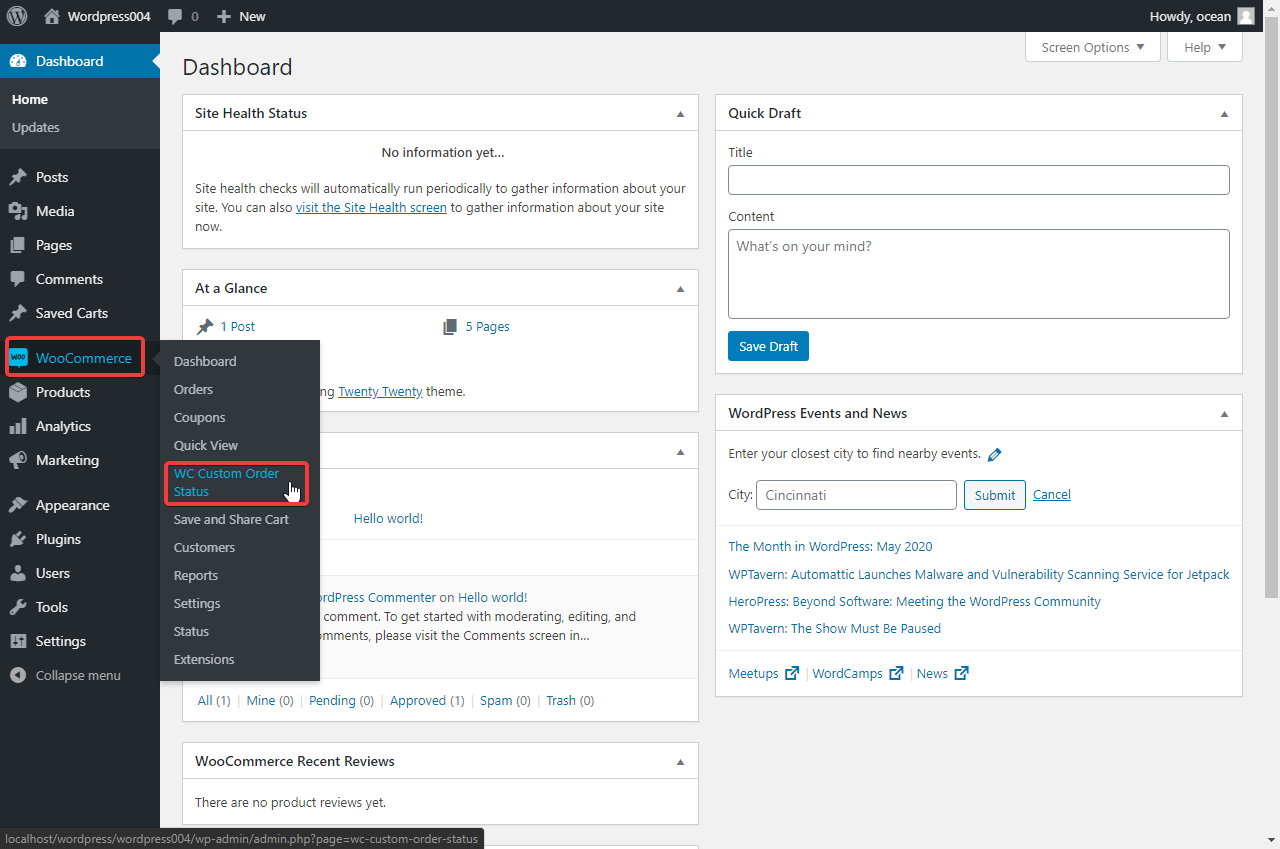 Wordpress004
0
New
Howdy, ocean
Dashboard
Home
Updates
Posts
Media
Pages
Comments
Saved Carts
WooCommerce
Products
Analytics
Marketing
Appearance
Plugins
Users
Tools
Settings
Collapse menu
Dashboard
Orders
Coupons
Quick View
WC Custom Order
Status
Save and Share Cart
Customers
Reports
Settings
Status
Extensions
Screen Options
Help
Dashboard
Site Health Status
No information yet...
Site health checks will automatically run periodically to gather information about your
site. You can also visit the Site Health screen to gather information about your site
now.
At a Glance
1 Post
5 Pages
ng Twenty Twenty theme.
Hello world!
rdPress Commenter on Hello world!
comment. To get started with moderating, editing, and
mments, please visit the Comments screen in...
All (1) | Mine (0) | Pending (0) | Approved (1) | Spam (0) | Trash (0)
WooCommerce Recent Reviews
There are no product reviews yet.
Quick Draft
Title
Content
What's on your mind?
Save Draft
WordPress Events and News
Enter your closest city to find nearby events.
City: Cincinnati Submit Cancel
The Month in WordPress: May 2020
WPTavern: Automattic Launches Malware and Vulnerability Scanning Service for Jetpack
HeroPress: Beyond Software: Meeting the WordPress Community
WPTavern: The Show Must Be Paused
Meetups | WordCamps | News
localhost/wordpress/wordpress004/wp-admin/admin.php?page=wc-custom-order-status